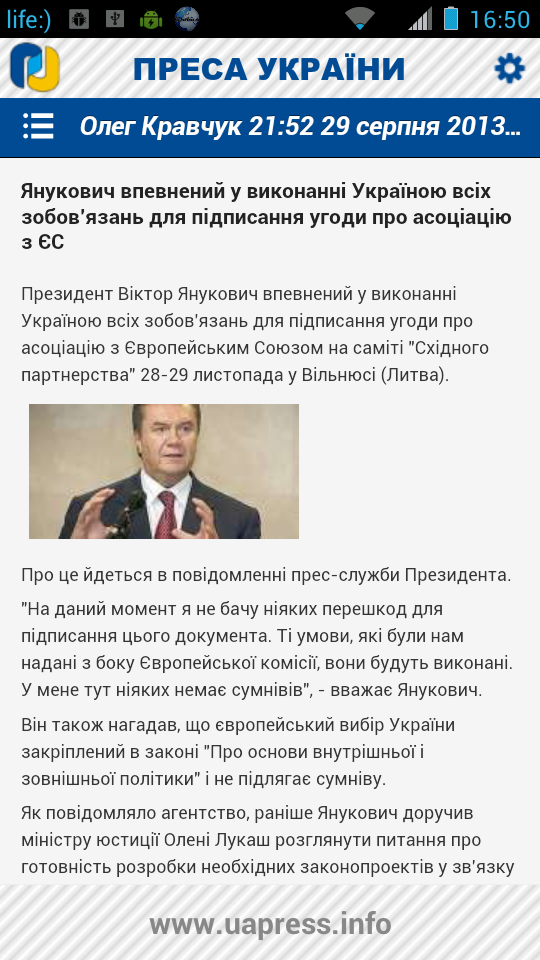 life:) 16:50
ПРЕСА УКРАЇНИ
Олег Кравчук 21:52 29 серпня 2013...
Янукович впевнений у виконанні Україною всіх
зобов'язань для підписання угоди про асоціацію
з ЄС
Президент Віктор Янукович впевнений у виконанні
Україною всіх зобов'язань для підписання угоди про
асоціацію з Європейським Союзом на саміті "Східного
партнерства" 28-29 листопада у Вільнюсі (Литва).
Про це йдеться в повідомленні прес-служби Президента.
"На даний момент я не бачу ніяких перешкод для
підписання цього документа. Ті умови, які були нам
надані з боку Європейської комісії, вони будуть виконані.
У мене тут ніяких немає сумнівів", - вважає Янукович.
Він також нагадав, що європейський вибір України
закріплений в законі "Про основи внутрішньої і
зовнішньої політики" і не підлягає сумніву.
Як повідомляло агентство, раніше Янукович доручив
міністру юстиції Олені Лукаш розглянути питання про
готовність розробки необхідних законопроектів у зв'язку
www.uapress.info